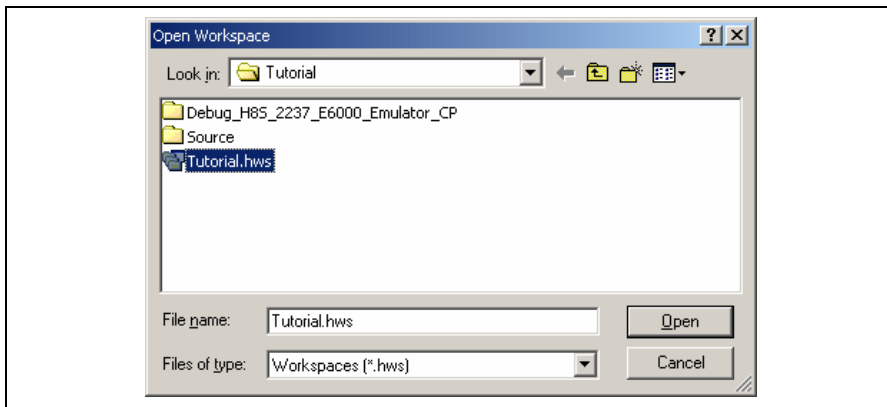 Open Workspace
Look in: Tutorial
Debug_H8S_2237_E6000_Emulator_CP
Source
Tutorial.hws
File name: Tutorial.hws Open
Files of type: Workspaces (*.hws) Cancel